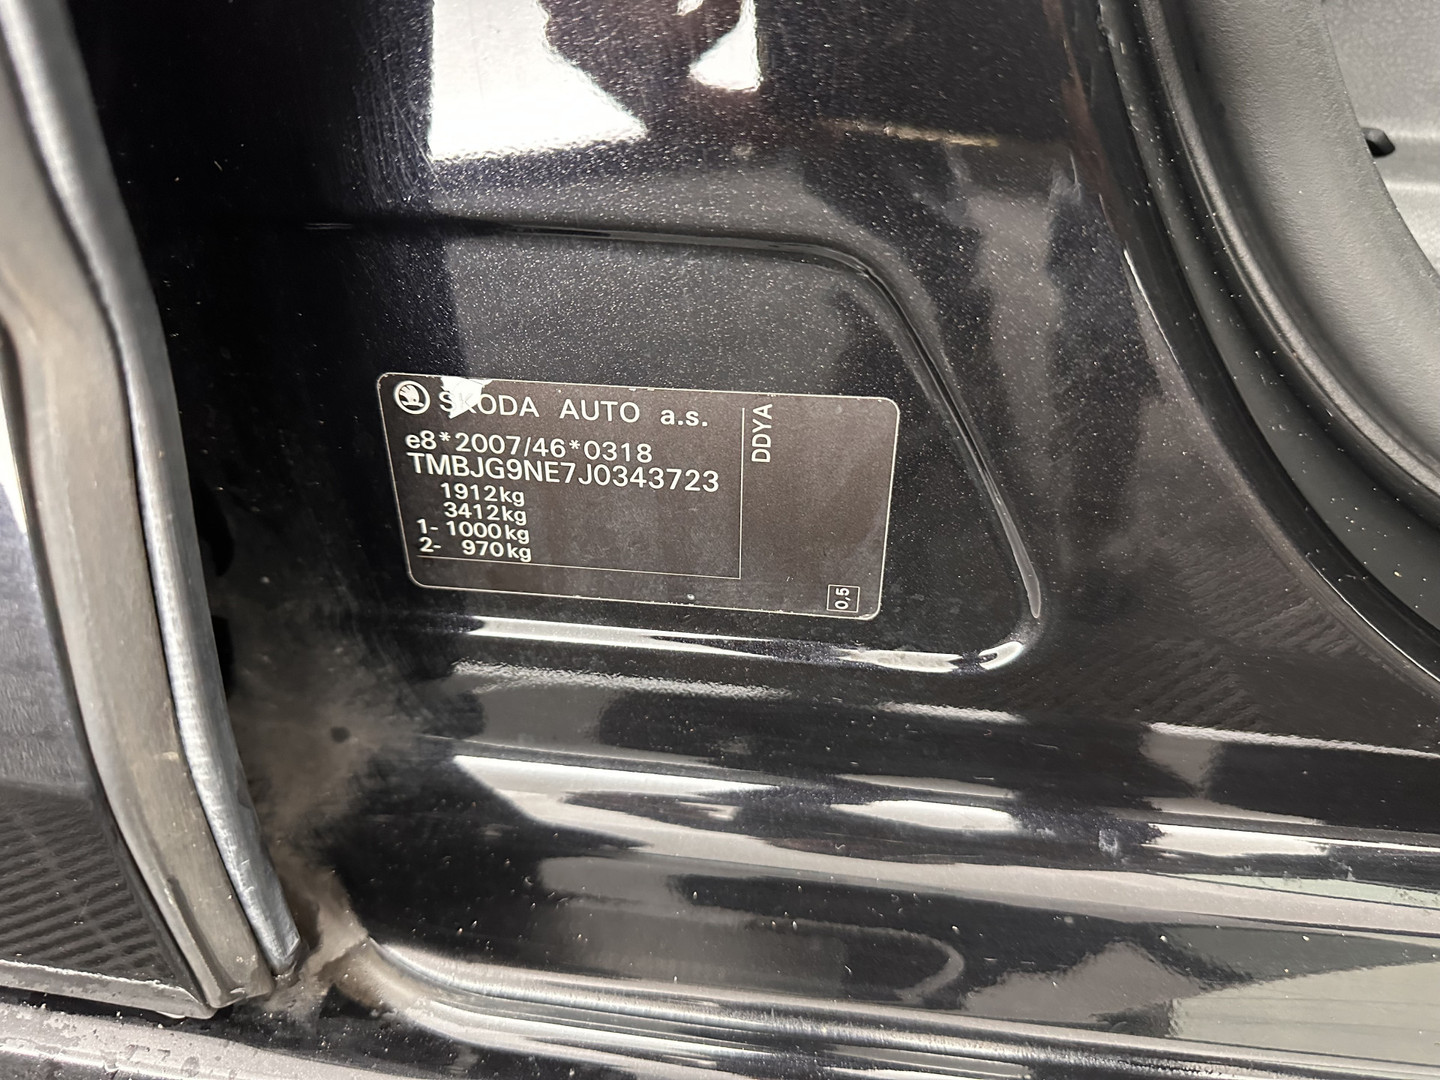 ŠKODA AUTO a.s.
e8*2007/46*0318
TMBJG9NE7J0343723
1912kg
3412kg
1- 1000kg
2- 970kg
DDYA
0.5